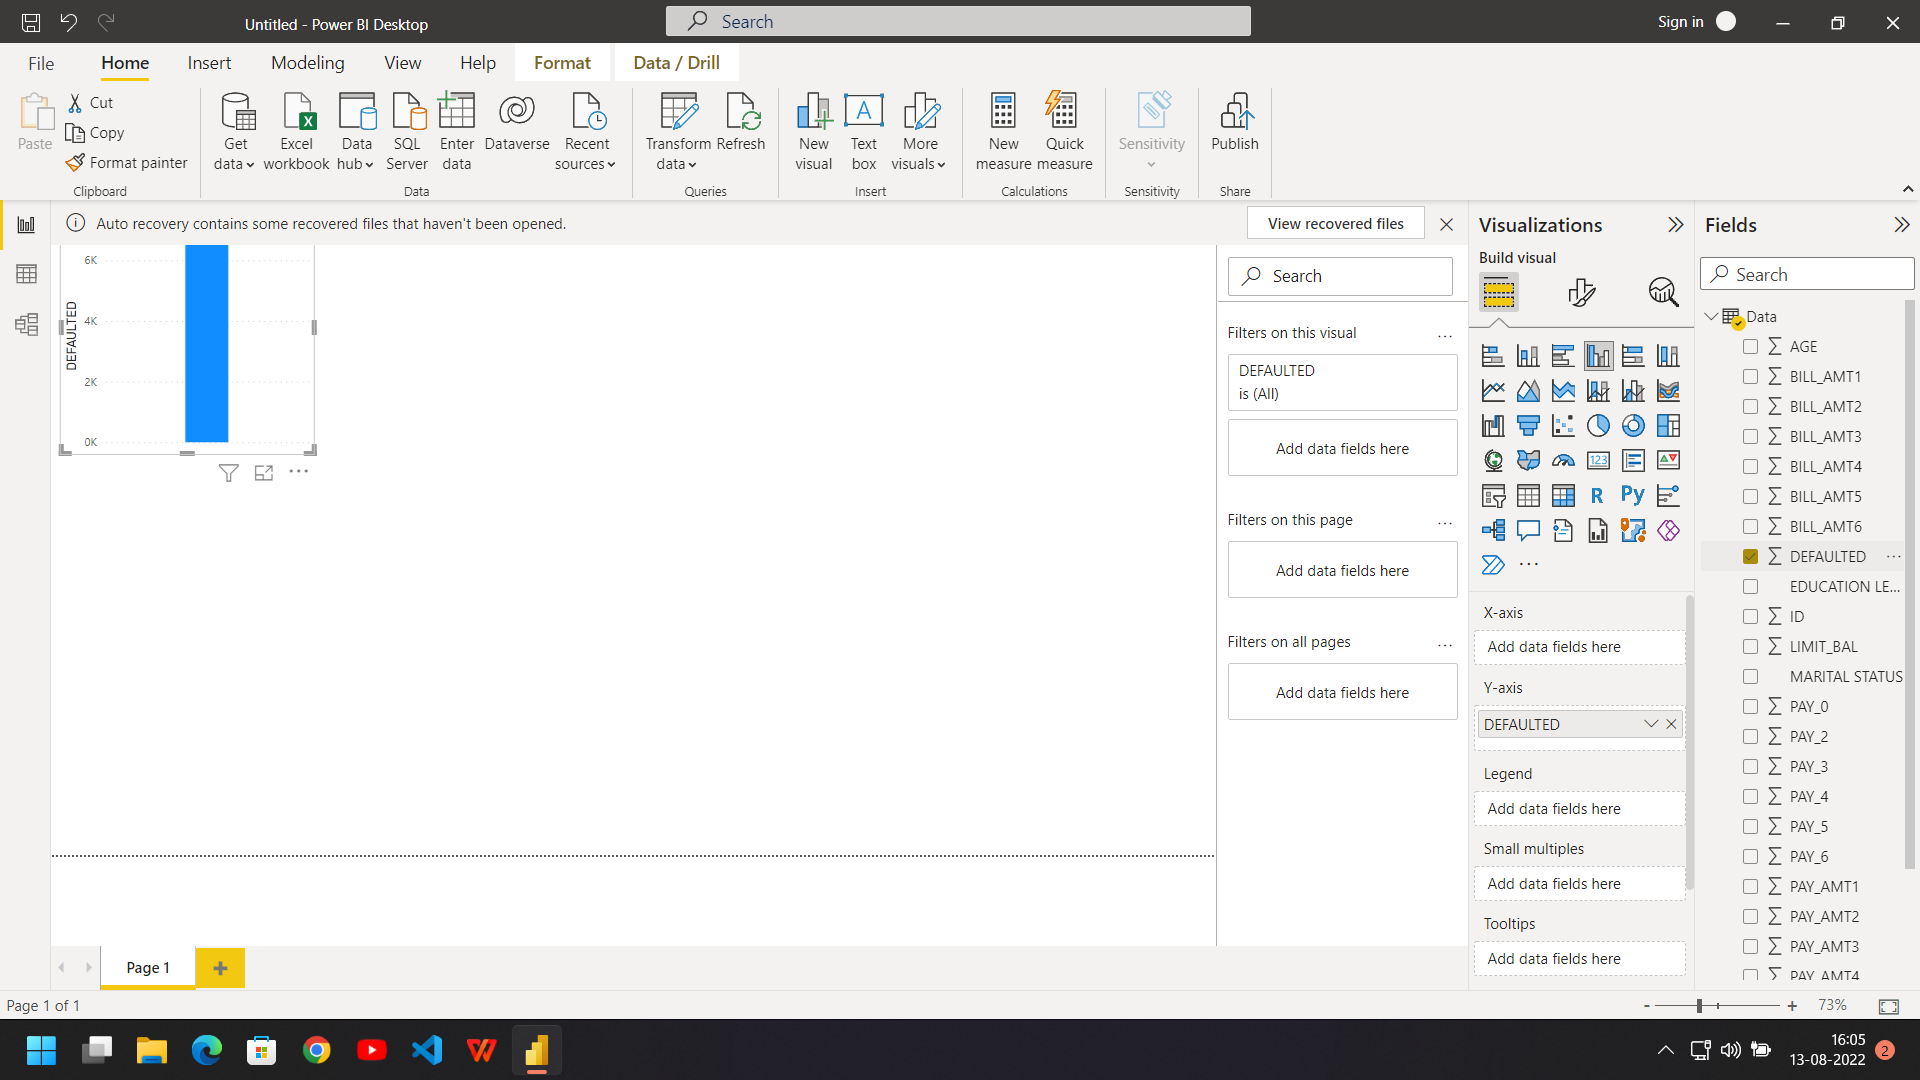 Untitled - Power BI Desktop
Search
Sign in
File
Home
Insert
Modeling
View
Help
Format
Data / Drill
Paste
Cut
Copy
Format painter
Clipboard
Get data
Excel workbook
Data hub
SQL Server
Enter data
Dataverse
Recent sources
Data
Transform data
Refresh
Queries
New visual
Text box
More visuals
Insert
New measure
Quick measure
Calculations
Sensitivity
Sensitivity
Publish
Share
Auto recovery contains some recovered files that haven't been opened.
View recovered files
6K
4K
2K
0K
DEFAULTED
Search
Filters on this visual
DEFAULTED
is (All)
Add data fields here
Filters on this page
Add data fields here
Filters on all pages
Add data fields here
Visualizations
Build visual
123
R
Py
X-axis
Add data fields here
Y-axis
DEFAULTED
Legend
Add data fields here
Small multiples
Add data fields here
Tooltips
Add data fields here
Fields
Search
Data
AGE
BILL_AMT1
BILL_AMT2
BILL_AMT3
BILL_AMT4
BILL_AMT5
BILL_AMT6
DEFAULTED
EDUCATION LE...
ID
LIMIT_BAL
MARITAL STATUS
PAY_0
PAY_2
PAY_3
PAY_4
PAY_5
PAY_6
PAY_AMT1
PAY_AMT2
PAY_AMT3
PAY_AMT4
Page 1
Page 1 of 1
73%
16:05
13-08-2022
2